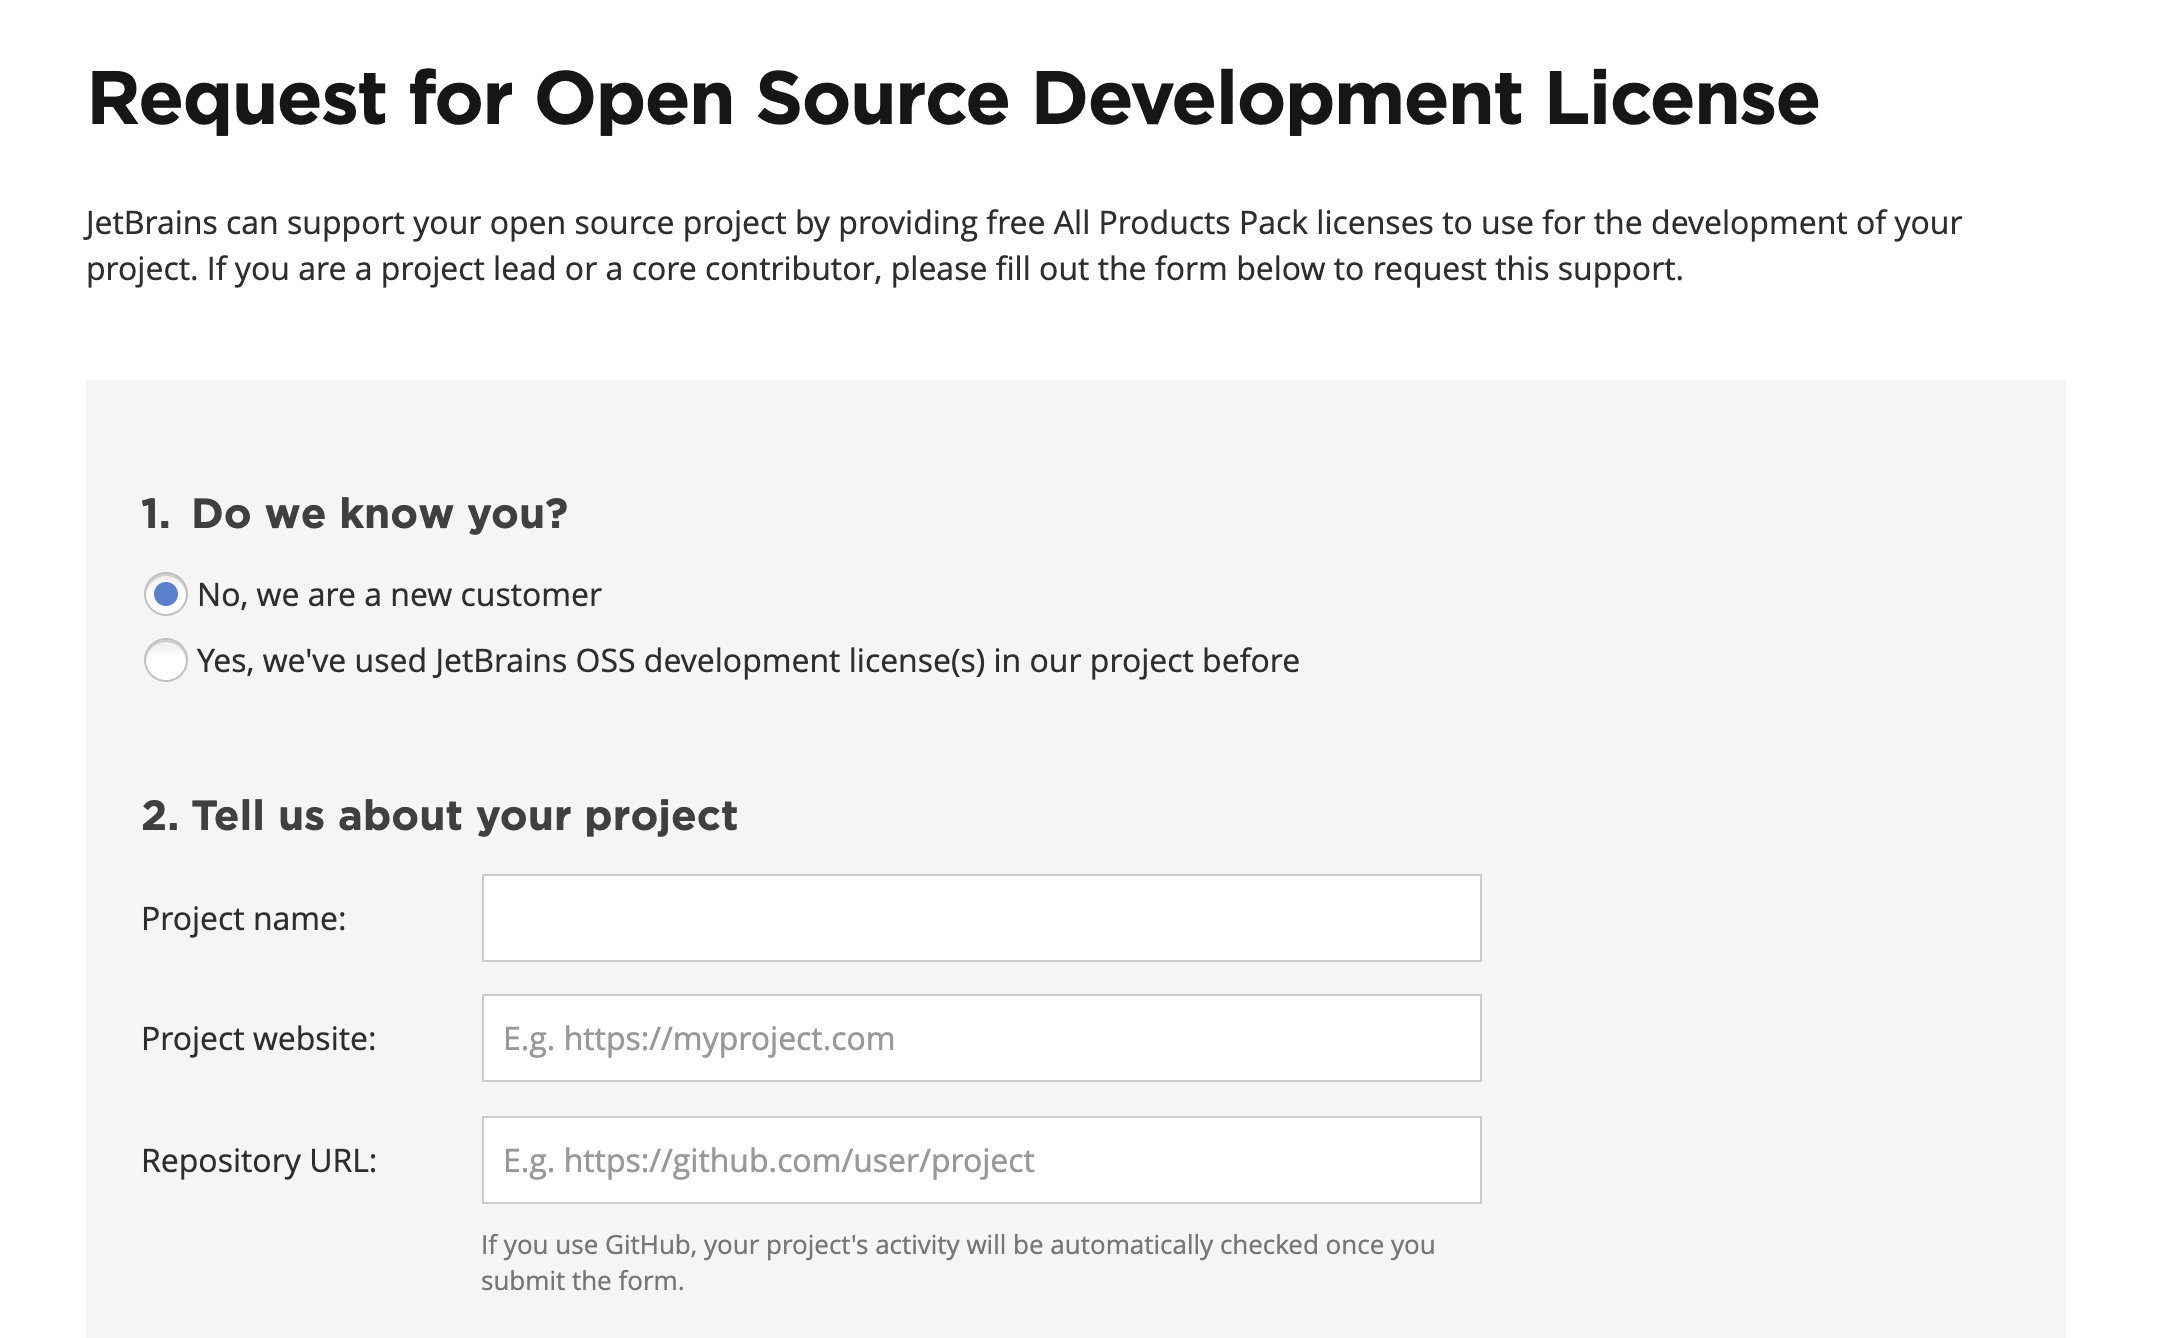 Request for Open Source Development License
JetBrains can support your open source project by providing free All Products Pack licenses to use for the development of your
project. If you are a project lead or a core contributor, please fill out the form below to request this support.
1. Do we know you?
No, we are a new customer
Yes, we've used JetBrains OSS development license(s) in our project before
2. Tell us about your project
Project name:
Project website:
E.g. https://myproject.com
Repository URL:
E.g. https://github.com/user/project
If you use GitHub, your project's activity will be automatically checked once you
submit the form.